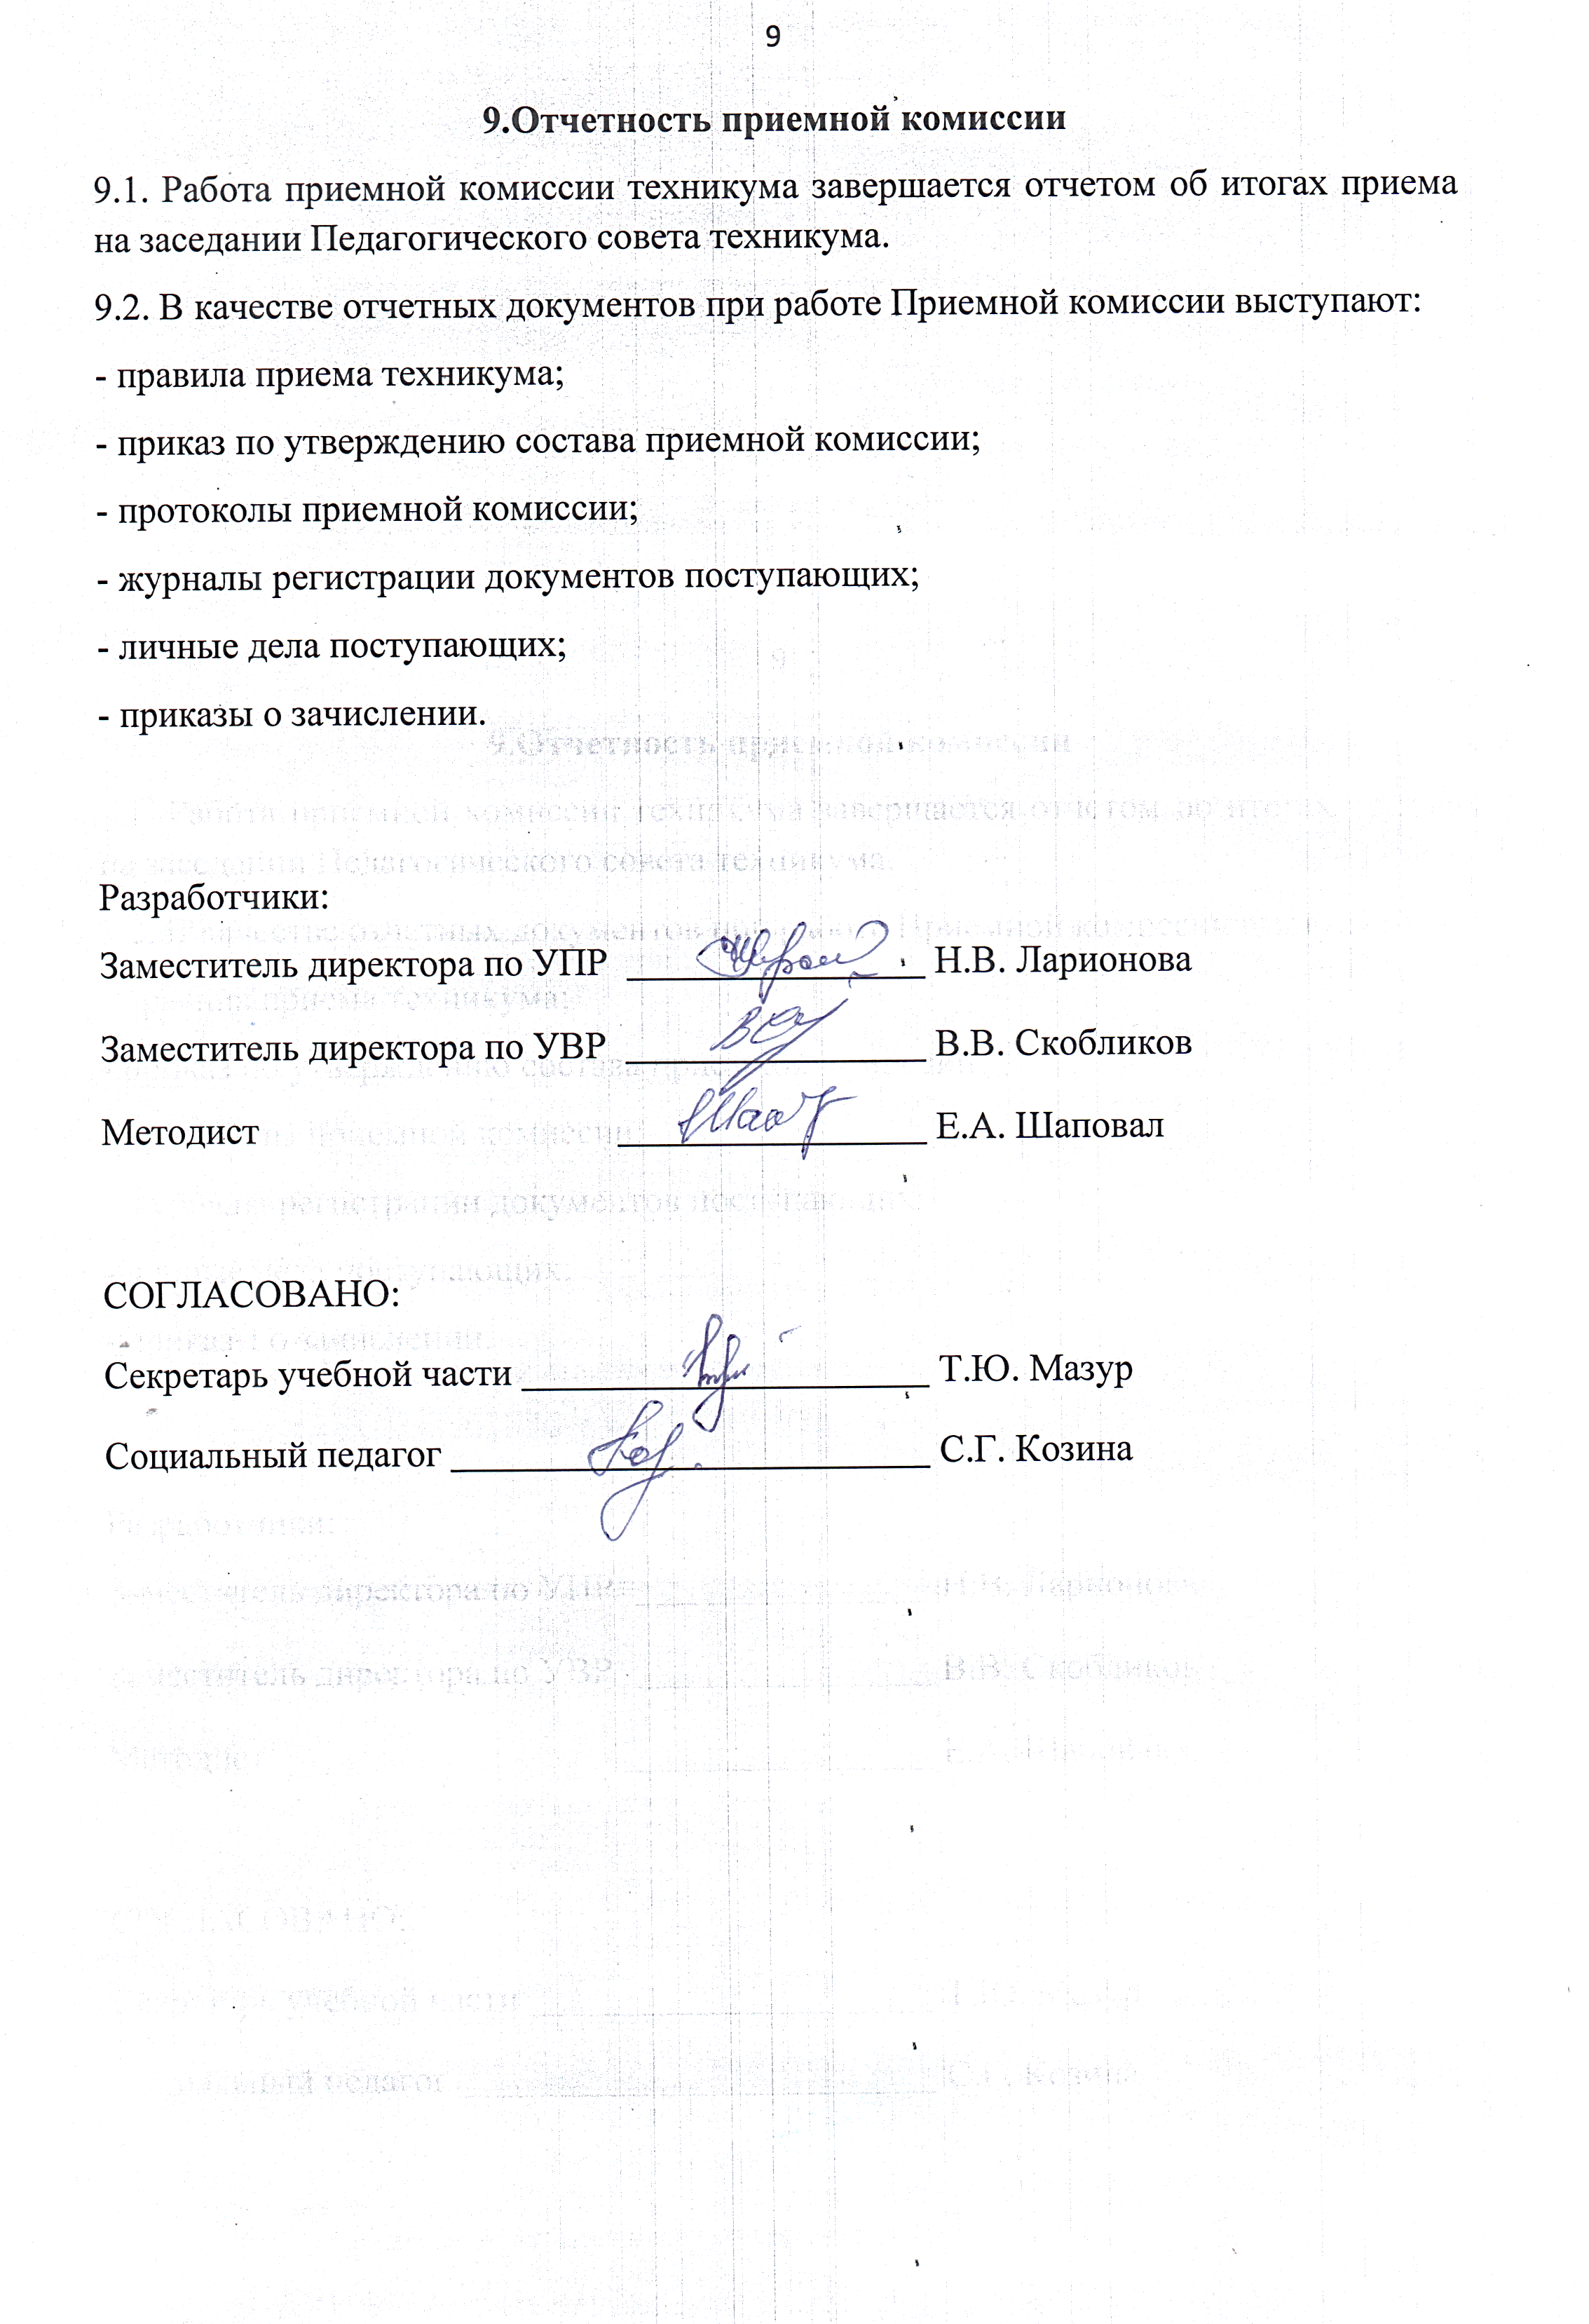 9
9.Отчетность приемной комиссии
9.1. Работа приемной комиссии техникума завершается отчетом об итогах приема
на заседании Педагогического совета техникума.
9.2. В качестве отчетных документов при работе Приемной комиссии выступают:
- правила приема техникума;
- приказ по утверждению состава приемной комиссии;
- протоколы приемной комиссии;
- журналы регистрации документов поступающих;
- личные дела поступающих;
- приказы о зачислении.
Разработчики:
Заместитель директора по УПР Н.В. Ларионова
Заместитель директора по УВР В.В. Скобликов
Методист Е.А. Шаповал
СОГЛАСОВАНО:
Секретарь учебной части Т.Ю. Мазур
Социальный педагог С.Г. Козина